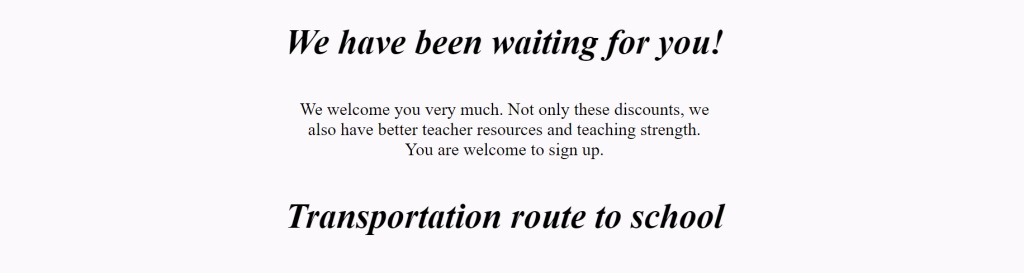 We have been waiting for you!
We welcome you very much. Not only these discounts, we
also have better teacher resources and teaching strength.
You are welcome to sign up.
Transportation route to school